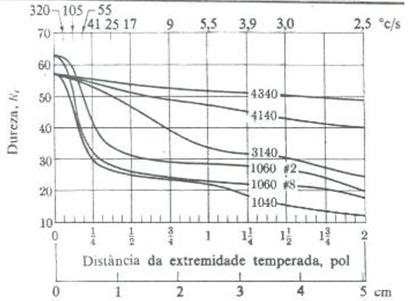 320 105 55
41 25 17 9 5,5 3,9 3,0 2,5 °c/s
70
60
50
40
30
20
10
Dureza, R꜀
4340
4140
3140
1060 #2
1060 #8
1040
0 1/4 1/2 3/4 1 1 1/4 1 1/2 1 3/4 2
Distância da extremidade temperada, pol
0 1 2 3 4 5 cm